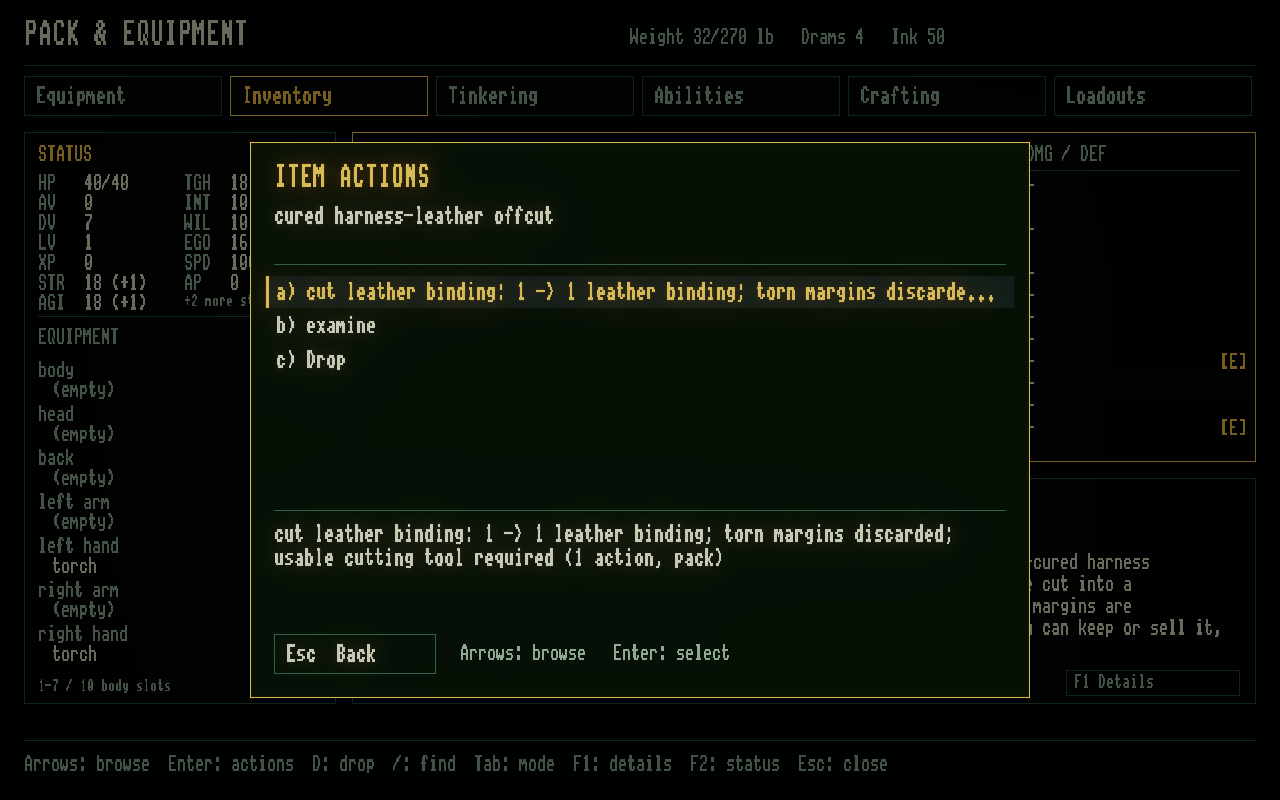 PACK & EQUIPMENT
Weight 32/270 lb Drams 4 Ink 50
Equipment Inventory Tinkering Abilities Crafting Loadouts
STATUS
HP 40/40 TGH 18
AV 0 INT 10
DV 7 WIL 10
LV 1 EGO 16
XP 0 SPD 10
STR 18 (+1) AP 0
AGI 18 (+1) +2 more
EQUIPMENT
body
(empty)
head
(empty)
back
(empty)
left arm
(empty)
left hand
torch
right arm
(empty)
right hand
torch
1-7 / 10 body slots
ITEM ACTIONS
cured harness-leather offcut
a) cut leather binding: 1 -> 1 leather binding; torn margins discarde...
b) examine
c) Drop
cut leather binding: 1 -> 1 leather binding; torn margins discarded;
usable cutting tool required (1 action, pack)
Esc Back Arrows: browse Enter: select
DMG / DEF
[E]
[E]
cured harness
cut into a
margins are
can keep or sell it,
F1 Details
Arrows: browse Enter: actions D: drop /: find Tab: mode F1: details F2: status Esc: close